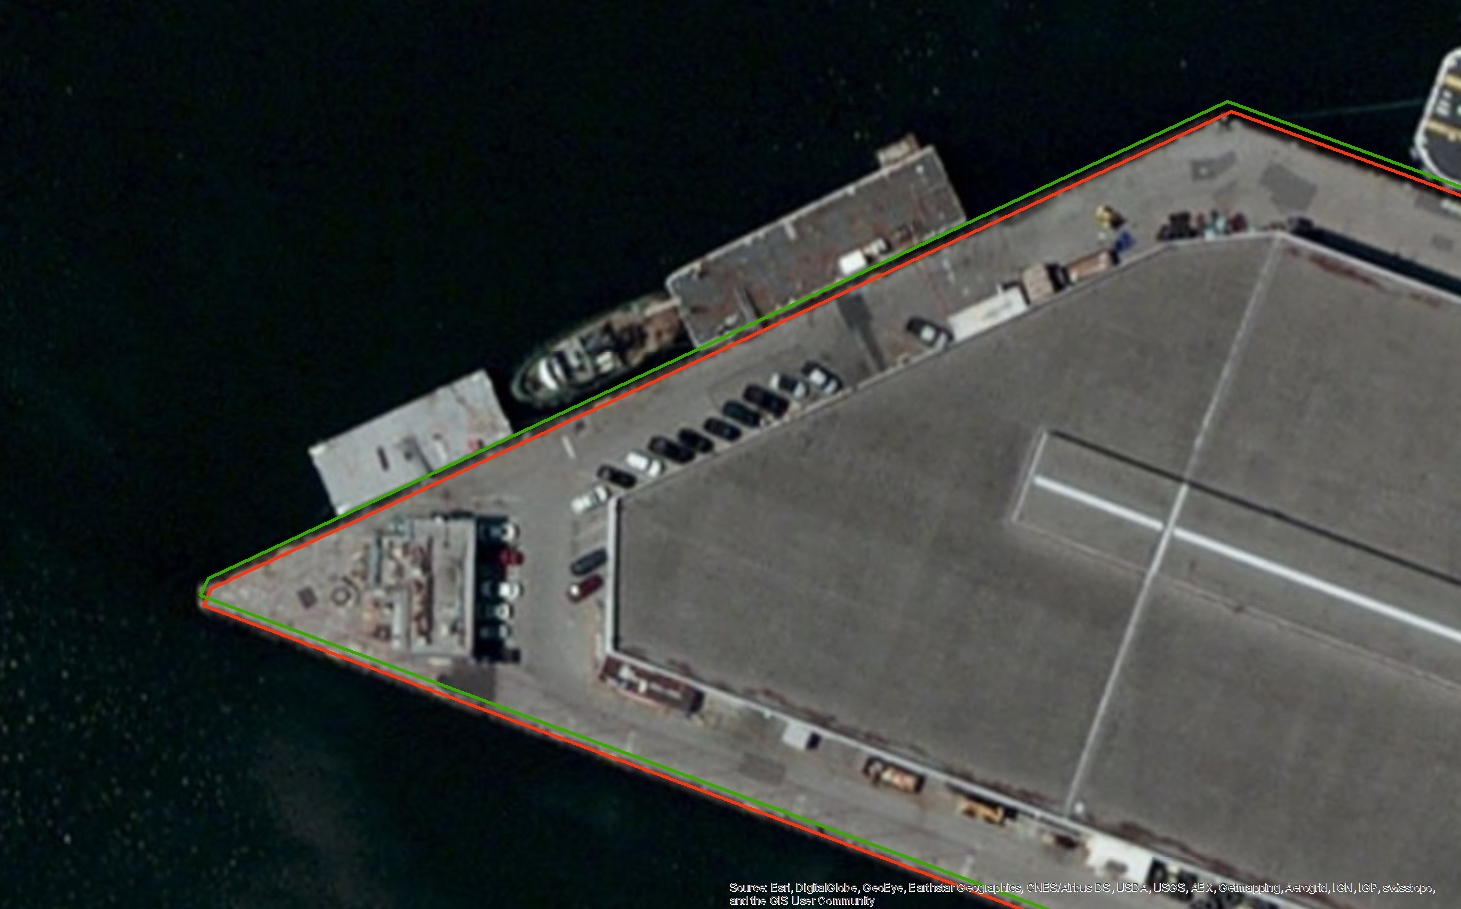 Source: Esri, DigitalGlobe, GeoEye, Earthstar Geographics, CNES/Airbus DS, USDA, USGS, AEX, Getmapping, Aerogrid, IGN, IGP, swisstopo,
and the GIS User Community